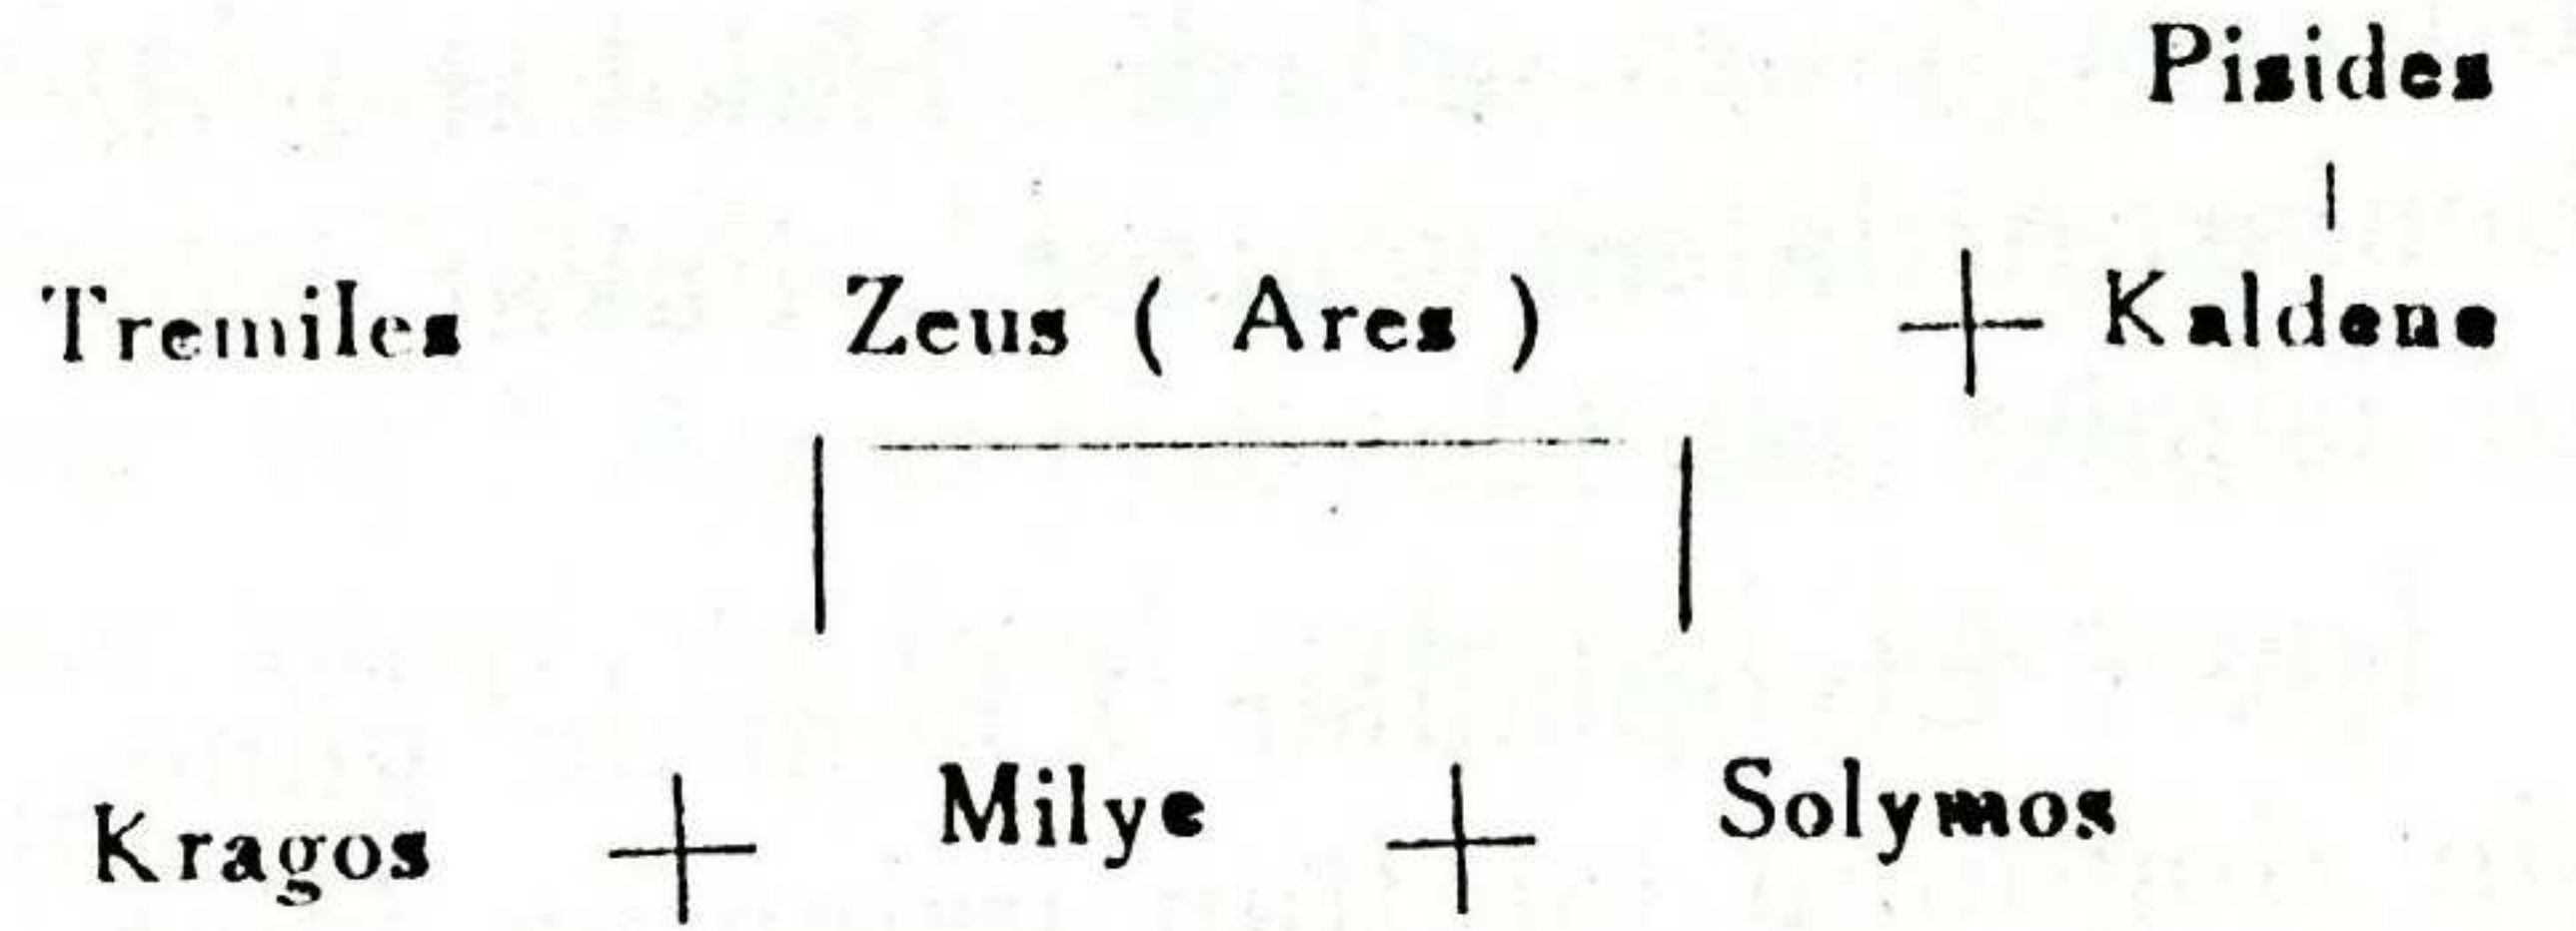 Pisides
Tremiles Zeus ( Ares ) + Kaldene
Kragos + Milye + Solymos